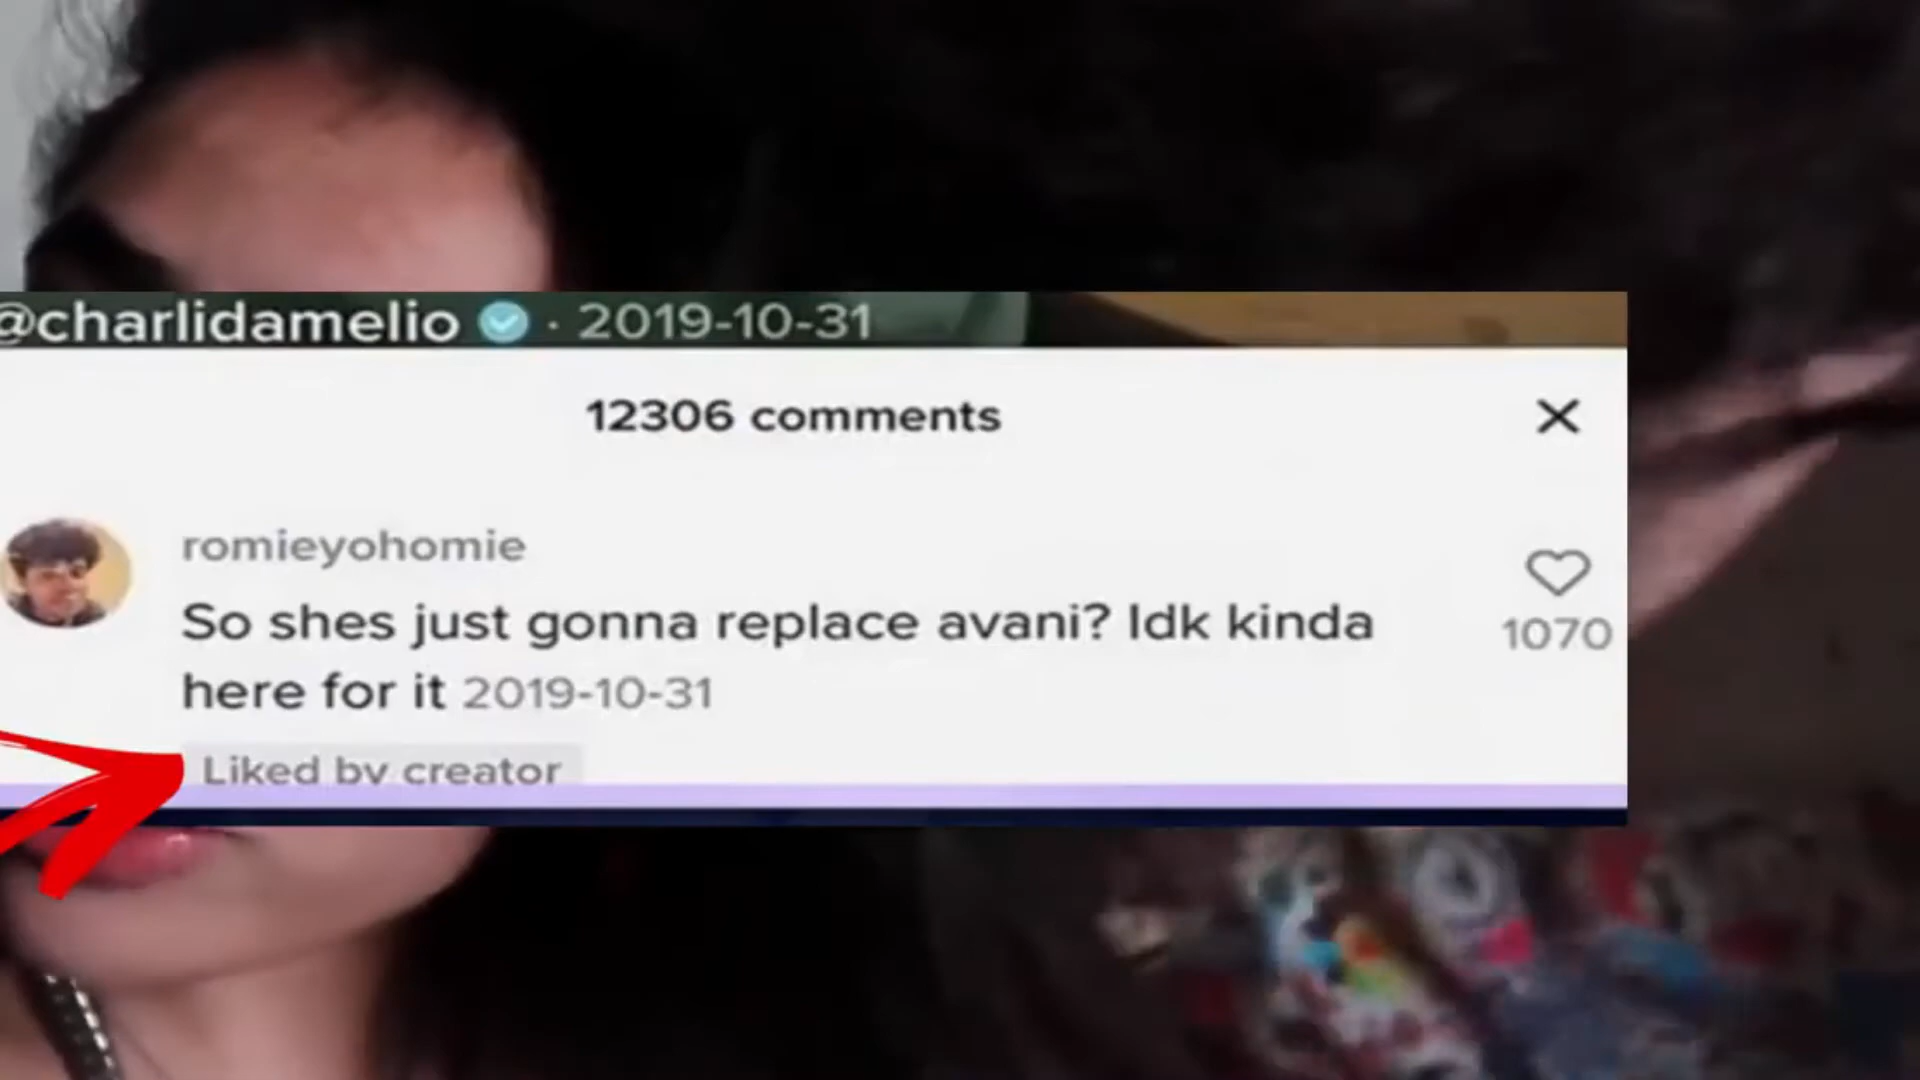 @charlidamelio · 2019-10-31
12306 comments
romieyohomie
So shes just gonna replace avani? Idk kinda
here for it 2019-10-31
1070
Liked by creator